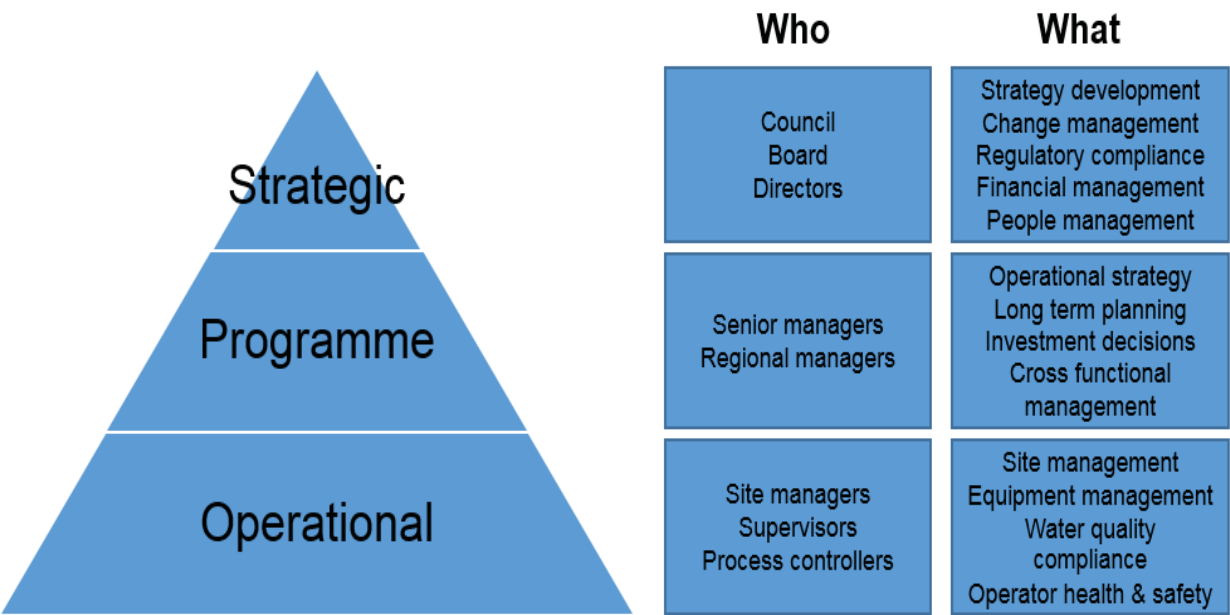 Who
What
Strategic
Council
Board
Directors
Strategy development
Change management
Regulatory compliance
Financial management
People management
Programme
Senior managers
Regional managers
Operational strategy
Long term planning
Investment decisions
Cross functional
management
Operational
Site managers
Supervisors
Process controllers
Site management
Equipment management
Water quality
compliance
Operator health & safety